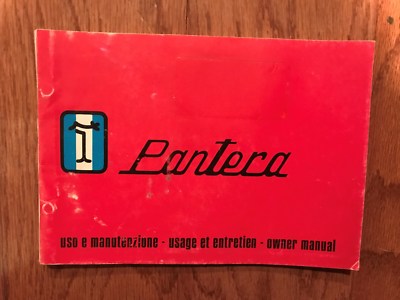 Pantera
uso e manutenzione - usage et entretien - owner manual